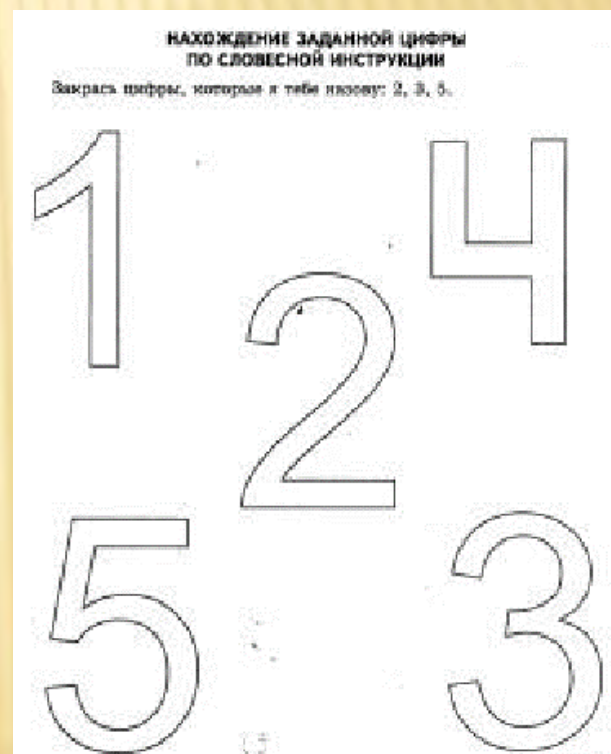 НАХОЖДЕНИЕ ЗАДАННОЙ ЦИФРЫ
ПО СЛОВЕСНОЙ ИНСТРУКЦИИ
Закрась цифры, которые я тебе назову: 2, 3, 5.
1 4
2
5 3